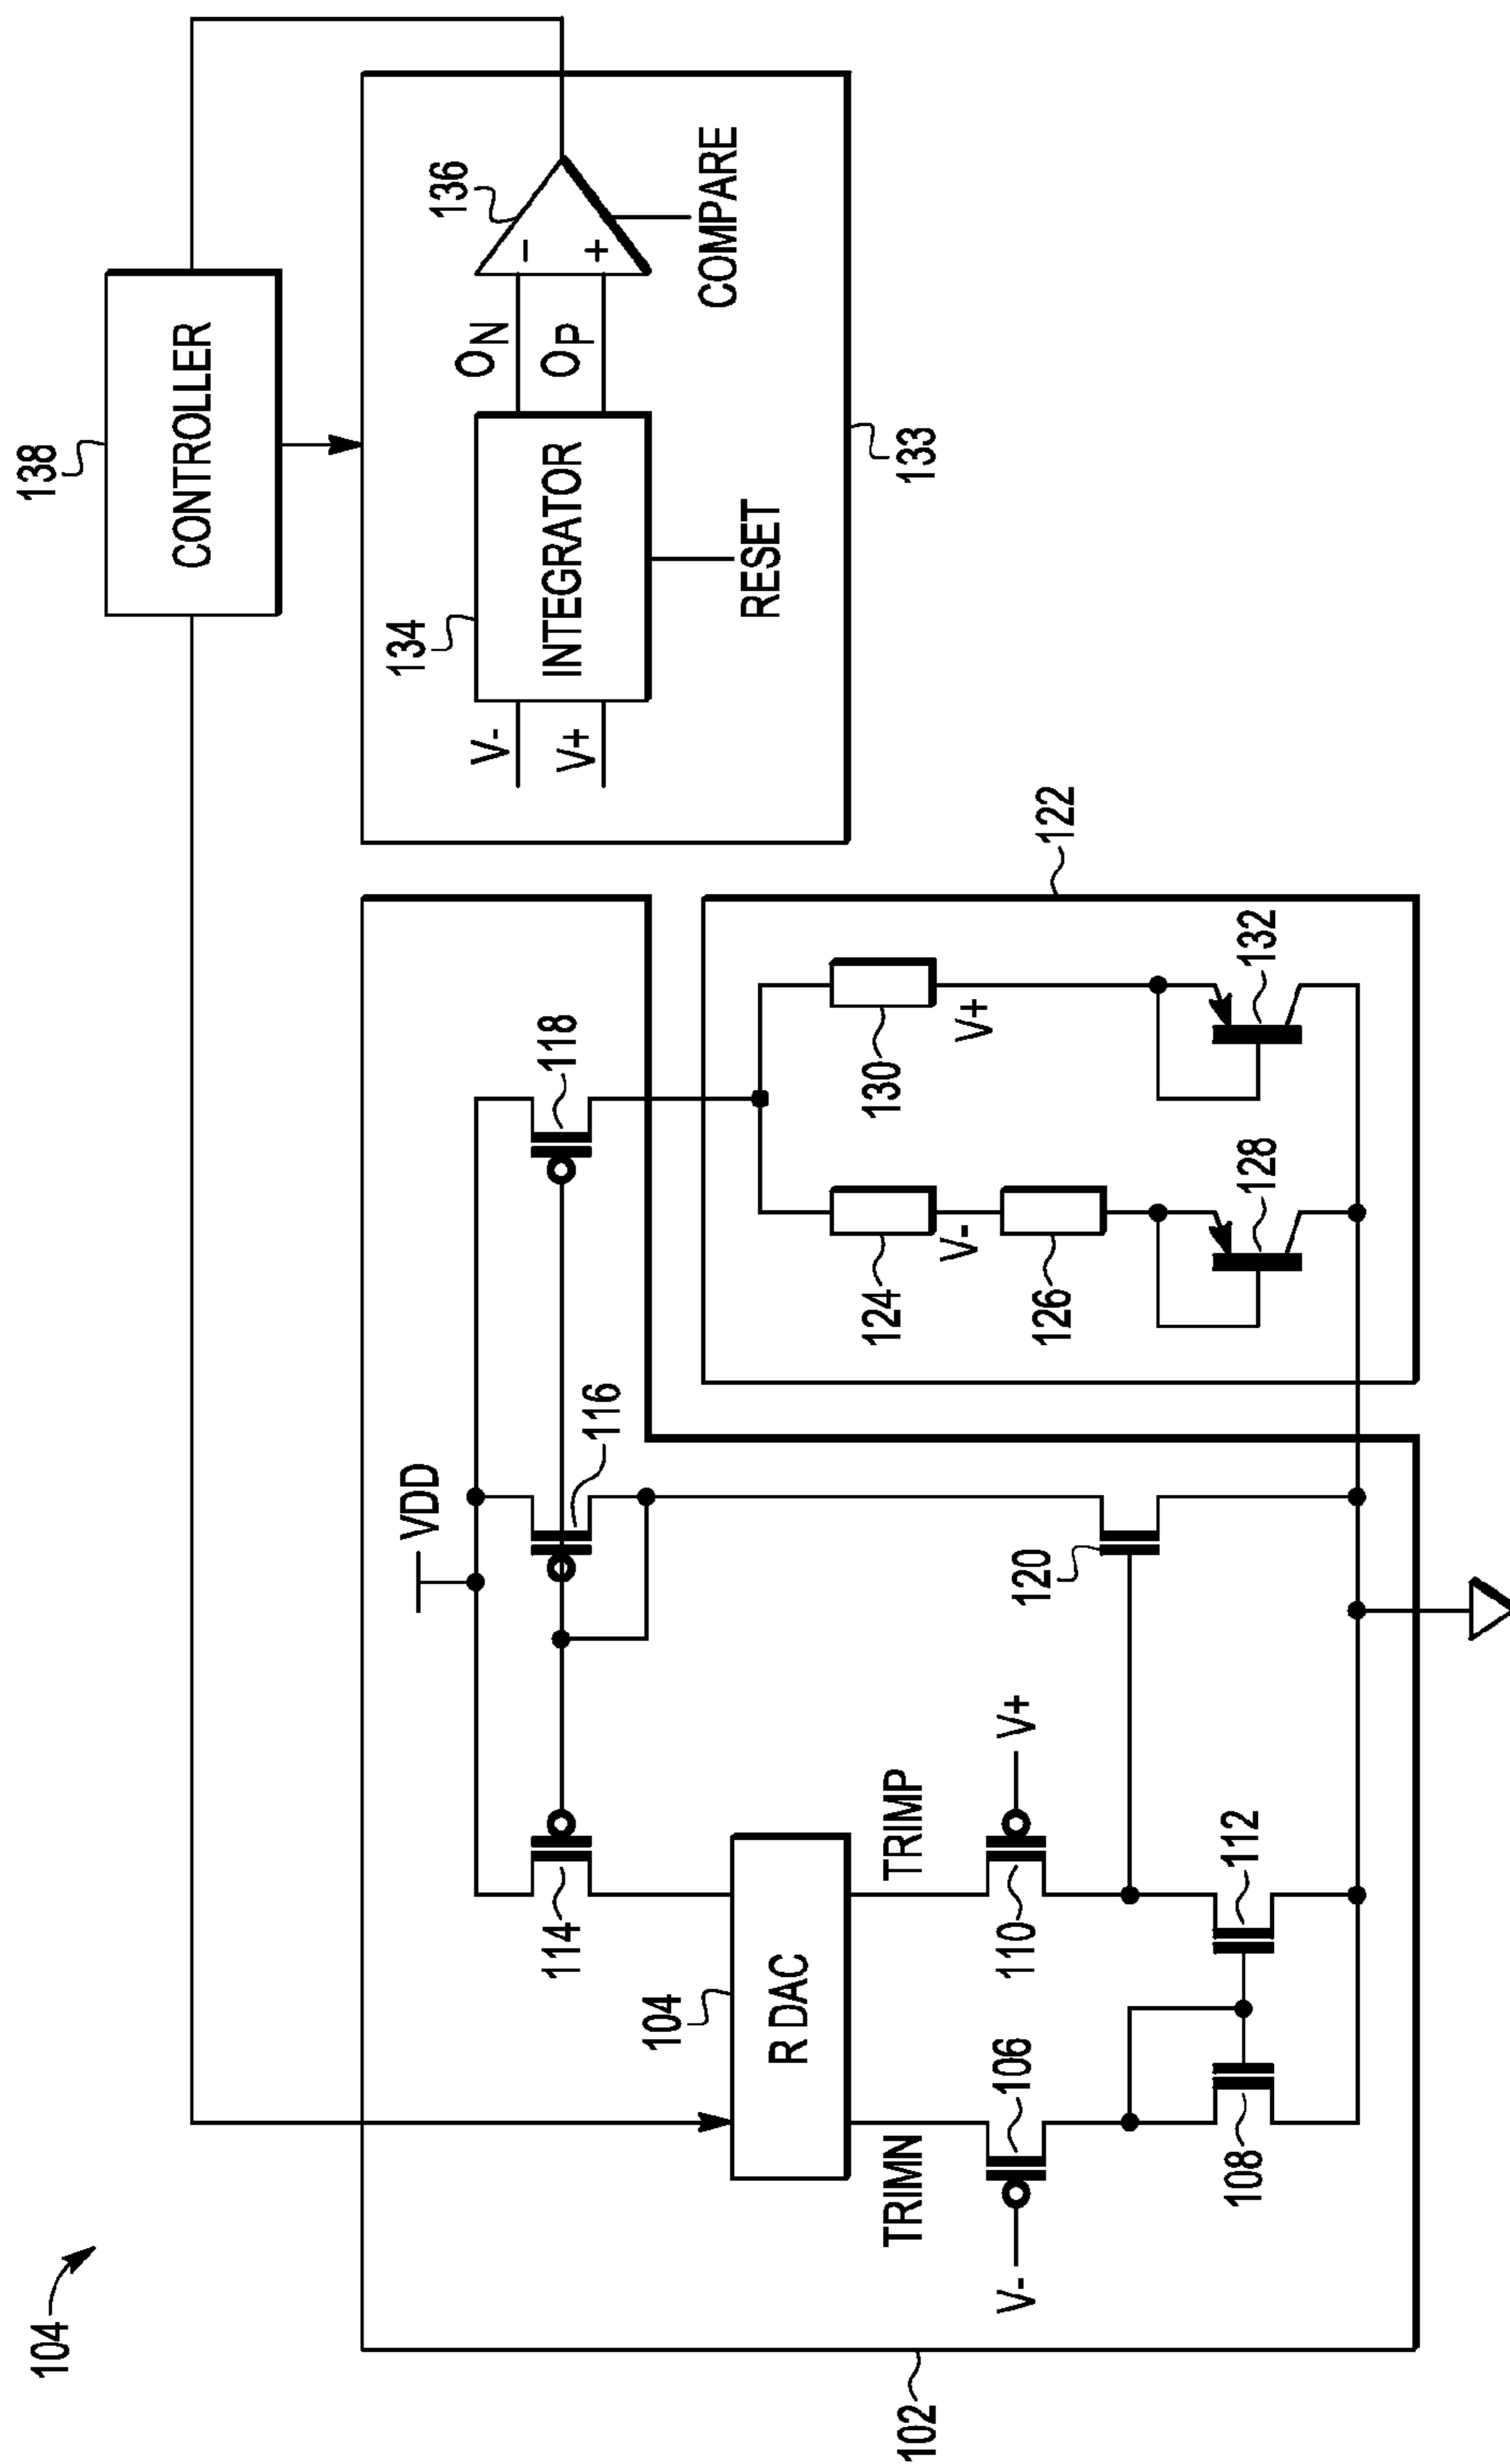 104
138
CONTROLLER
102
VDD
114
116
118
104
R DAC
TRIMN
TRIMP
V-
106
110
V+
120
108
112
122
124
V-
126
128
130
V+
132
133
134
V-
V+
INTEGRATOR
RESET
ON
OP
136
-
+
COMPARE